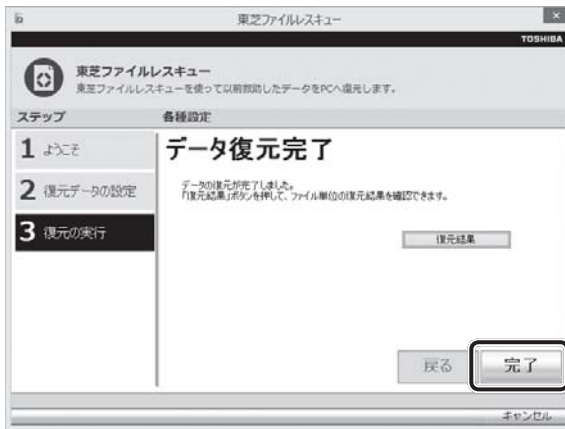 東芝ファイルレスキュー
TOSHIBA
東芝ファイルレスキュー
東芝ファイルレスキューを使って以前救助したデータをPCへ復元します。
ステップ
各種設定
1 ようこそ
2 復元データの設定
3 復元の実行
データ復元完了
データの復元が完了しました。
「復元結果」ボタンを押して、ファイル単位の復元結果を確認できます。
復元結果
戻る
完了
キャンセル